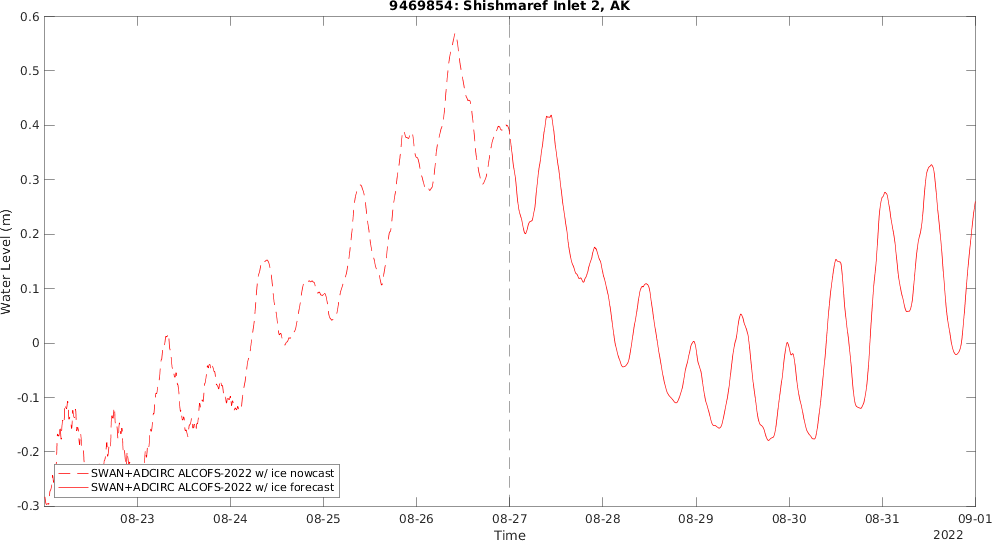 9469854: Shishmaref Inlet 2, AK
0.6
0.5
0.4
0.3
0.2
0.1
0
-0.1
-0.2
-0.3
Water Level (m)
SWAN+ADCIRC ALCOFS-2022 w/ ice nowcast
SWAN+ADCIRC ALCOFS-2022 w/ ice forecast
08-23 08-24 08-25 08-26 08-27 08-28 08-29 08-30 08-31 09-01
Time
2022